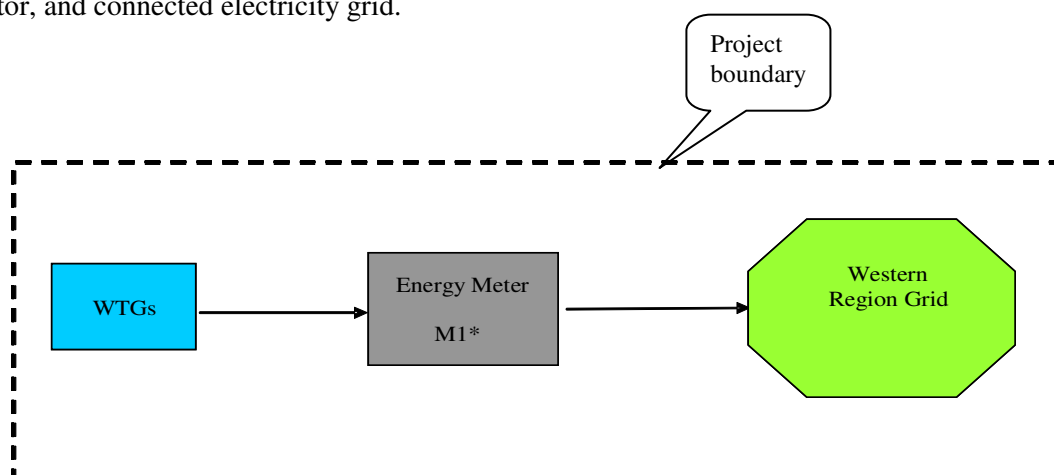 tor, and connected electricity grid.
Project
boundary
WTGs
Energy Meter
M1*
Western
Region Grid